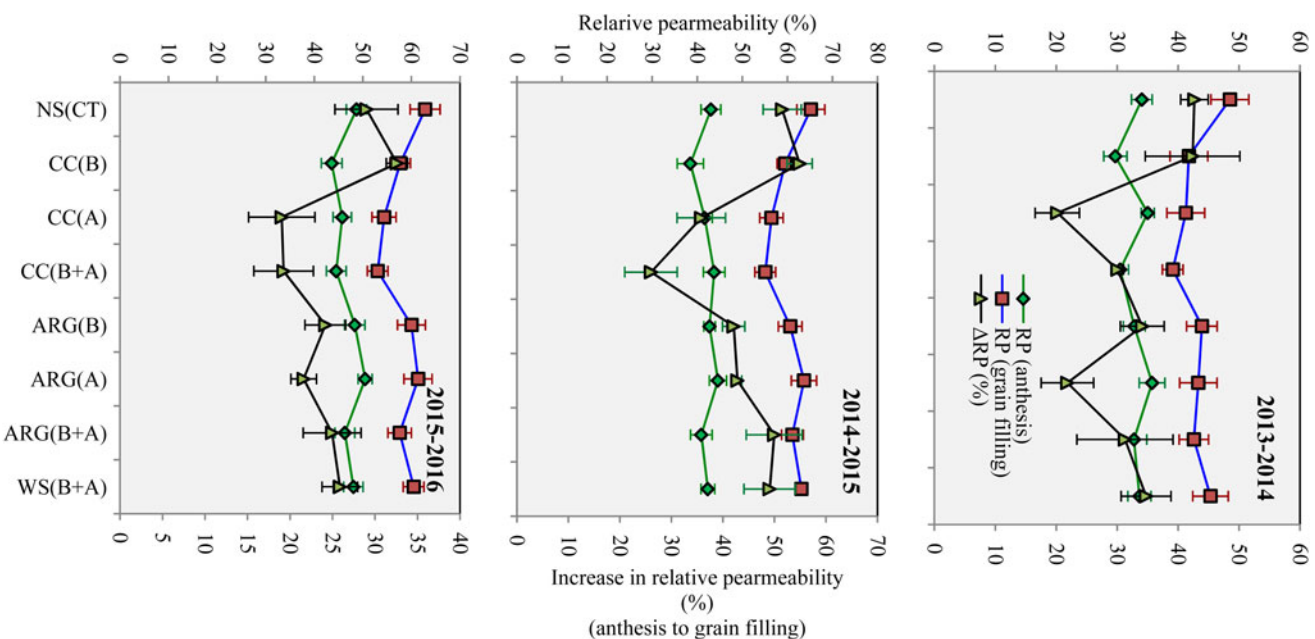 Relarive pearmeability (%)
0 10 20 30 40 50 60 70
NS(CT)
CC(B)
CC(A)
CC(B+A)
ARG(B)
ARG(A)
ARG(B+A)
WS(B+A)
2015-2016
0 5 10 15 20 25 30 35 40
0 10 20 30 40 50 60 70 80
2014-2015
0 10 20 30 40 50 60 70
Increase in relative pearmeability
(%)
(anthesis to grain filling)
0 10 20 30 40 50 60
RP (anthesis)
RP (grain filling)
ΔRP (%)
2013-2014
0 10 20 30 40 50 60